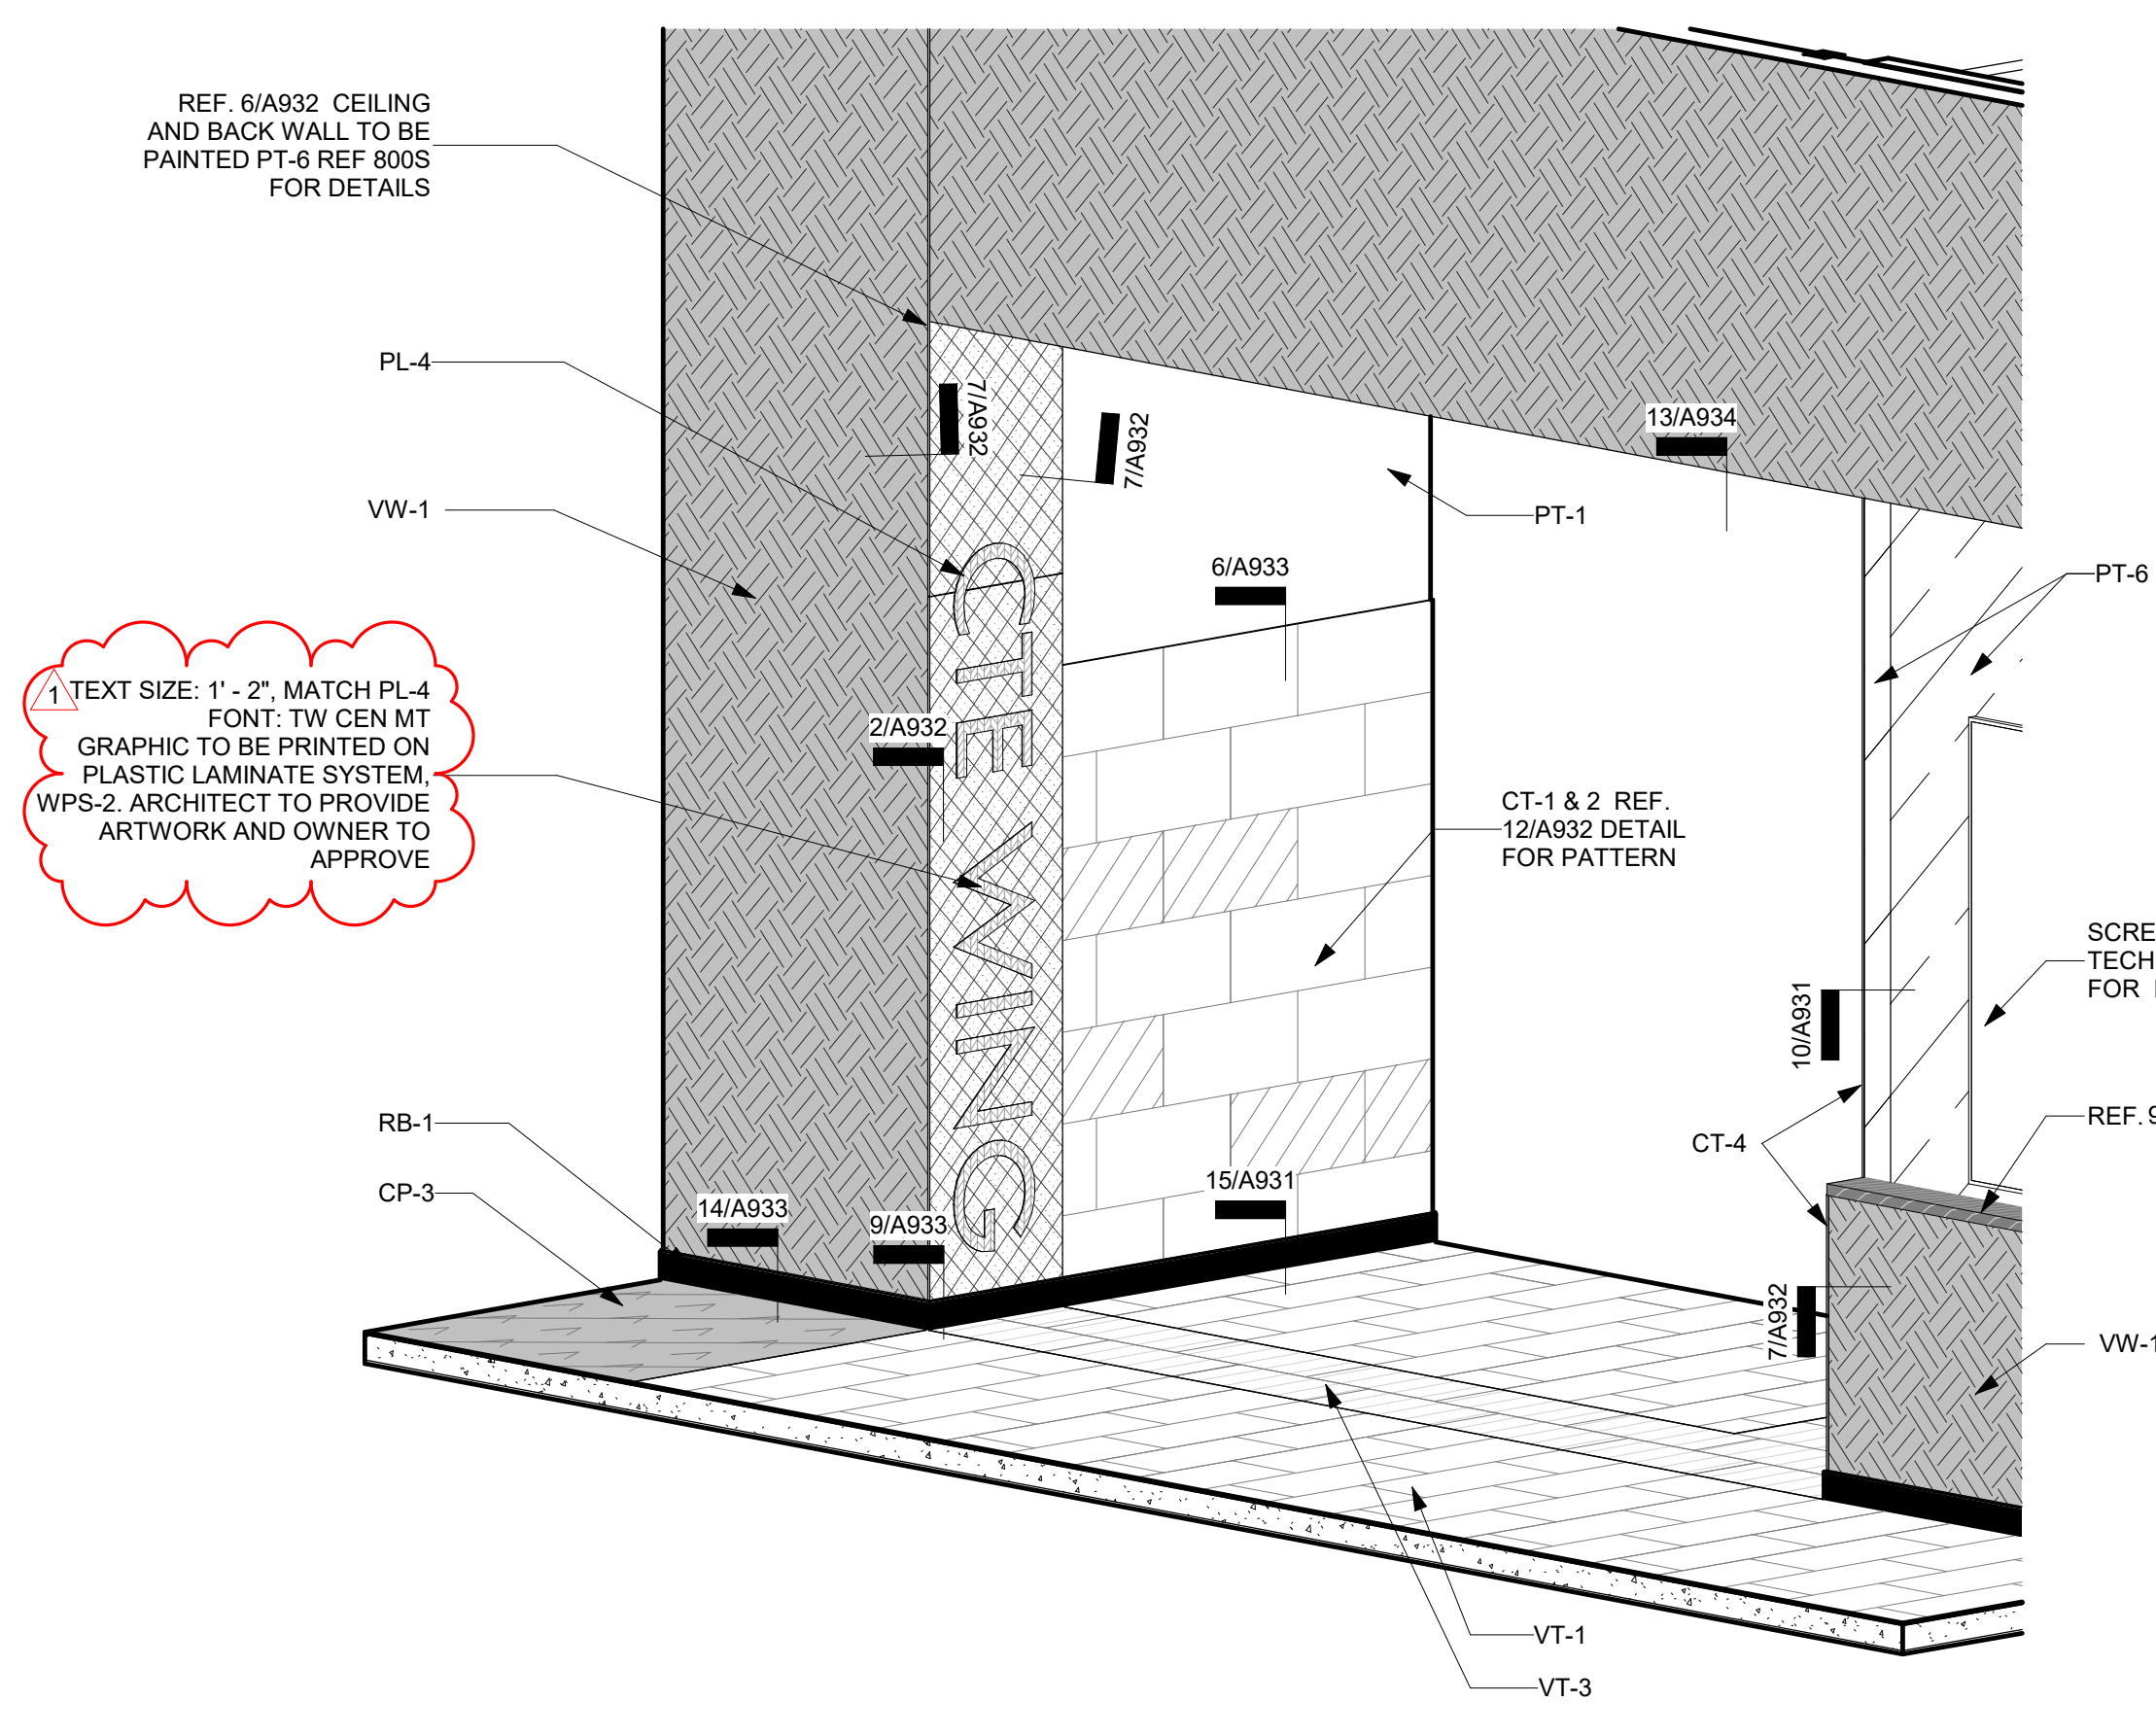 REF. 6/A932 CEILING
AND BACK WALL TO BE
PAINTED PT-6 REF 800S
FOR DETAILS
PL-4
VW-1
1
TEXT SIZE: 1' - 2", MATCH PL-4
FONT: TW CEN MT
GRAPHIC TO BE PRINTED ON
PLASTIC LAMINATE SYSTEM,
WPS-2. ARCHITECT TO PROVIDE
ARTWORK AND OWNER TO
APPROVE
RB-1
CP-3
7/A932
7/A932
CTE WING
2/A932
14/A933
9/A933
6/A933
15/A931
13/A934
PT-1
CT-1 & 2 REF.
12/A932 DETAIL
FOR PATTERN
10/A931
CT-4
7/A932
PT-6
SCRE
TECH
FOR
REF. 9
VW-1
VT-1
VT-3